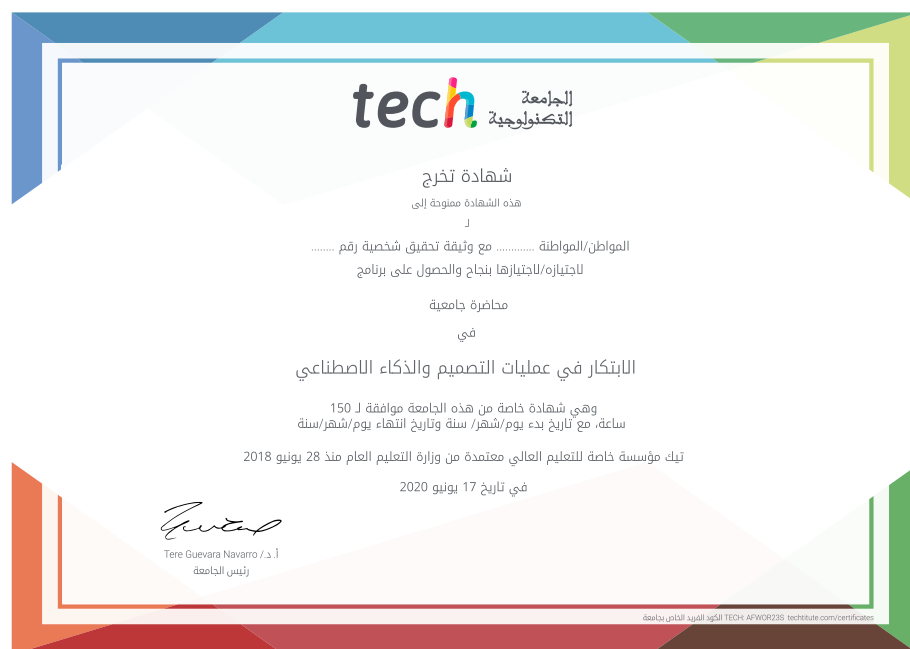 tech الجامعة
التكنولوجية
شهادة تخرج
هذه الشهادة ممنوحة إلى
لـ
المواطن/المواطنة ............. مع وثيقة تحقيق شخصية رقم ........
لاجتيازه/لاجتيازها بنجاح والحصول على برنامج
محاضرة جامعية
في
الابتكار في عمليات التصميم والذكاء الاصطناعي
وهي شهادة خاصة من هذه الجامعة موافقة لـ 150
ساعة، مع تاريخ بدء يوم/شهر/ سنة وتاريخ انتهاء يوم/شهر/سنة
تيك مؤسسة خاصة للتعليم العالي معتمدة من وزارة التعليم العام منذ 28 يونيو 2018
في تاريخ 17 يونيو 2020
أ. د./ Tere Guevara Navarro
رئيس الجامعة
الكود الفريد الخاص بجامعة TECH: AFWOR23S techtitute.com/certificates